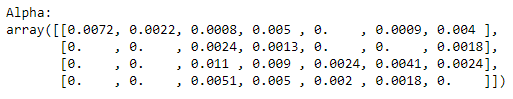 Alpha:
array([[0.0072, 0.0022, 0.0008, 0.005 , 0.    , 0.0009, 0.004 ],
       [0.    , 0.    , 0.0024, 0.0013, 0.    , 0.    , 0.0018],
       [0.    , 0.    , 0.011 , 0.009 , 0.0024, 0.0041, 0.0024],
       [0.    , 0.    , 0.0051, 0.005 , 0.002 , 0.0018, 0.    ]])